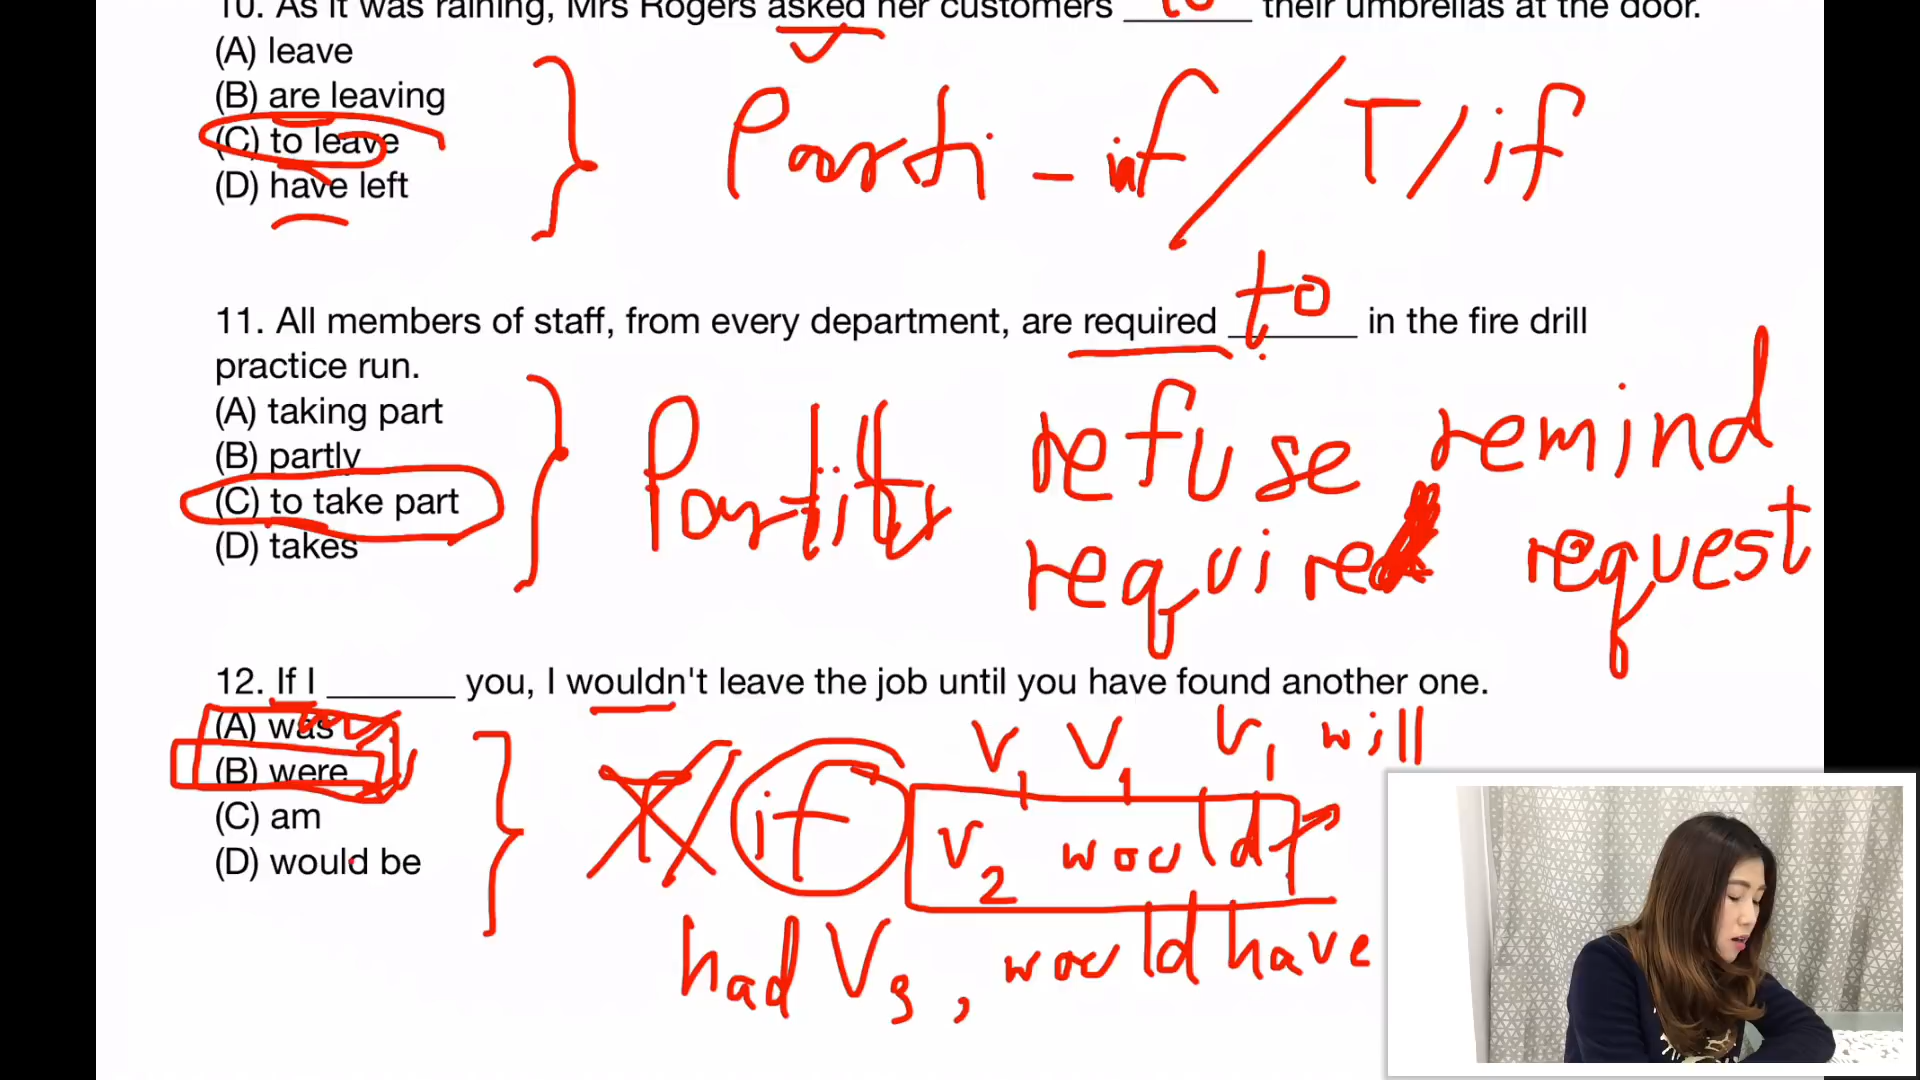 10. As it was raining, Mrs Rogers asked her customers to their umbrellas at the door.
(A) leave
(B) are leaving
(C) to leave
(D) have left
Parti - inf / T / if
11. All members of staff, from every department, are required to in the fire drill
practice run.
(A) taking part
(B) partly
(C) to take part
(D) takes
refuse remind
require request
12. If I ______ you, I wouldn't leave the job until you have found another one.
(A) was
(B) were
(C) am
(D) would be
V1 V1 V1 will
T / if V2 would
had V3, would have